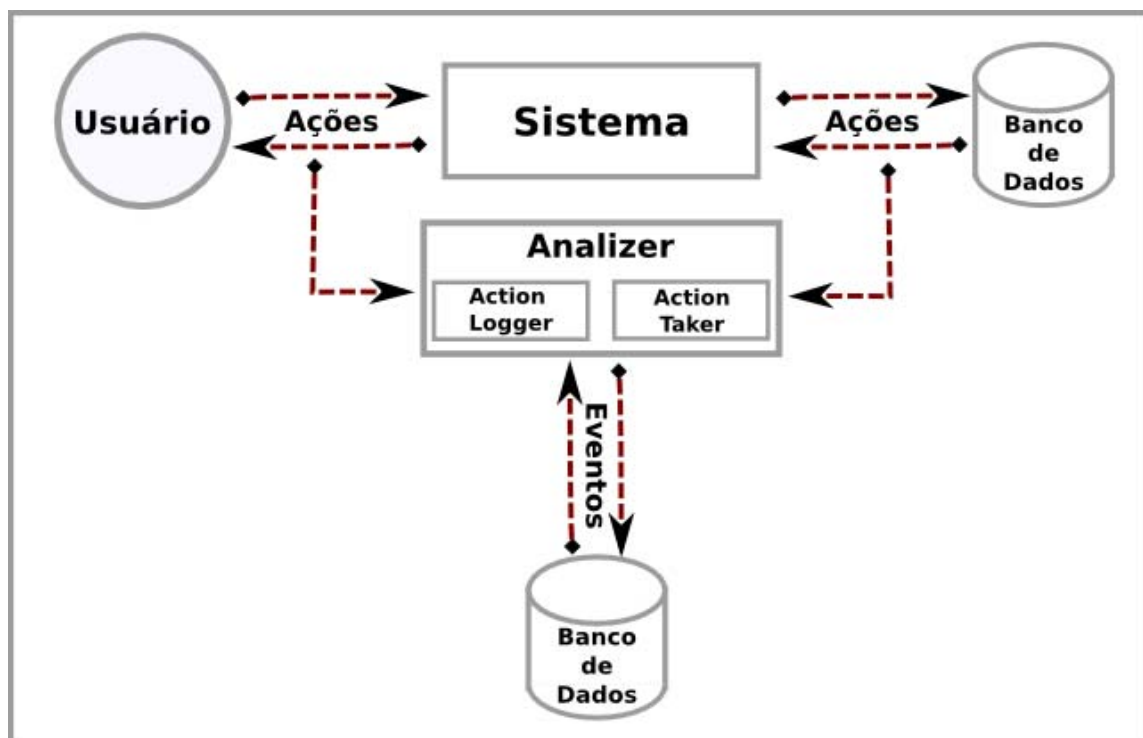 Usuário
Ações
Sistema
Ações
Banco
de
Dados
Analizer
Action
Logger
Action
Taker
Eventos
Banco
de
Dados